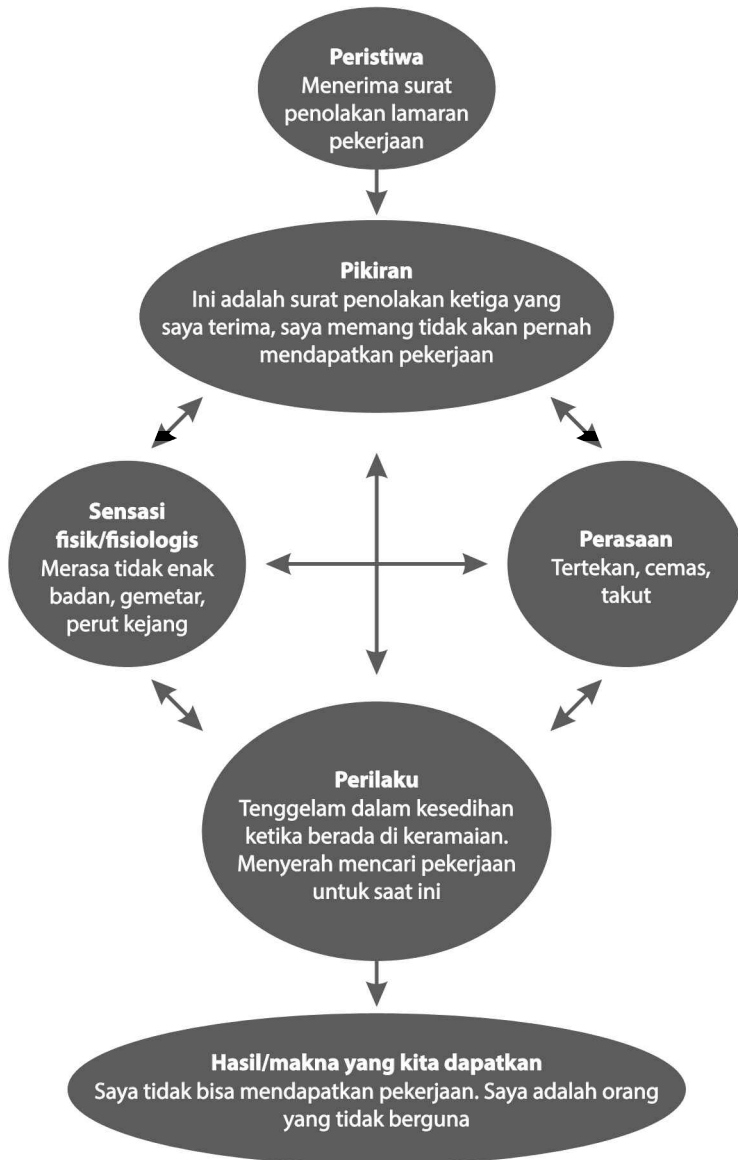 Peristiwa
Menerima surat
penolakan lamaran
pekerjaan
Pikiran
Ini adalah surat penolakan ketiga yang
saya terima, saya memang tidak akan pernah
mendapatkan pekerjaan
Sensasi
fisik/fisiologis
Merasa tidak enak
badan, gemetar,
perut kejang
Perasaan
Tertekan, cemas,
takut
Perilaku
Tenggelam dalam kesedihan
ketika berada di keramaian.
Menyerah mencari pekerjaan
untuk saat ini
Hasil/makna yang kita dapatkan
Saya tidak bisa mendapatkan pekerjaan. Saya adalah orang
yang tidak berguna